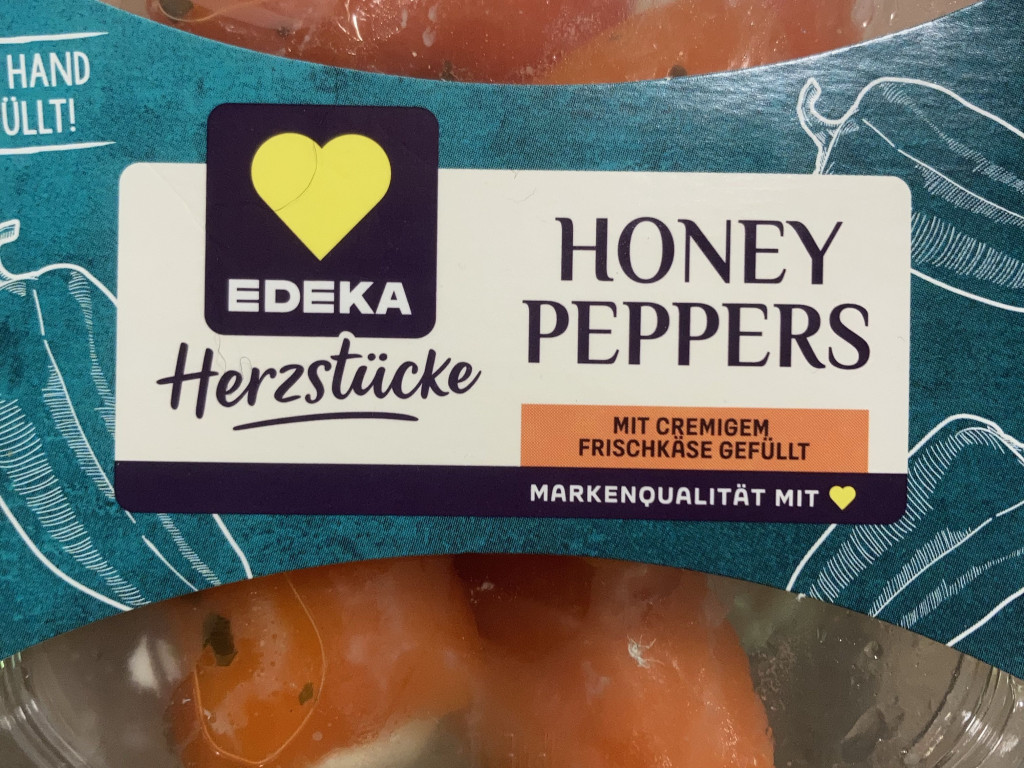 HAND
ÜLLT!
EDEKA
Herzstücke
HONEY
PEPPERS
MIT CREMIGEM
FRISCHKÄSE GEFÜLLT
MARKENQUALITÄT MIT